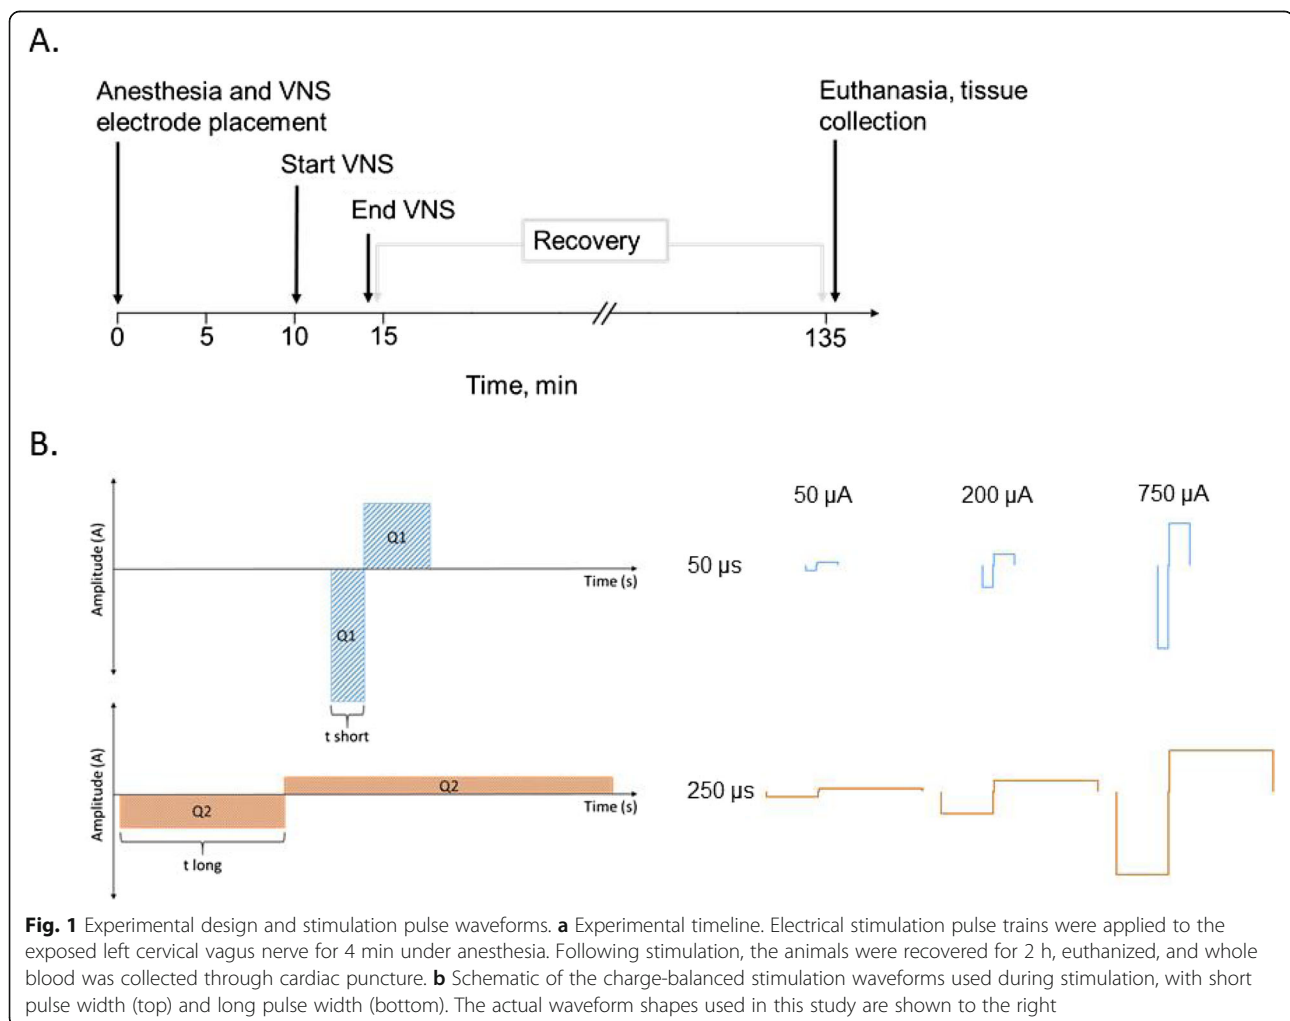 A.
Anesthesia and VNS
electrode placement
Start VNS
End VNS
Recovery
Euthanasia, tissue
collection
0 5 10 15 135
Time, min
B.
Amplitude (A)
Q1
Q1
Time (s)
t short
Amplitude (A)
Q2
Q2
Time (s)
t long
50 µA 200 µA 750 µA
50 µs
250 µs
Fig. 1 Experimental design and stimulation pulse waveforms. a Experimental timeline. Electrical stimulation pulse trains were applied to the
exposed left cervical vagus nerve for 4 min under anesthesia. Following stimulation, the animals were recovered for 2 h, euthanized, and whole
blood was collected through cardiac puncture. b Schematic of the charge-balanced stimulation waveforms used during stimulation, with short
pulse width (top) and long pulse width (bottom). The actual waveform shapes used in this study are shown to the right